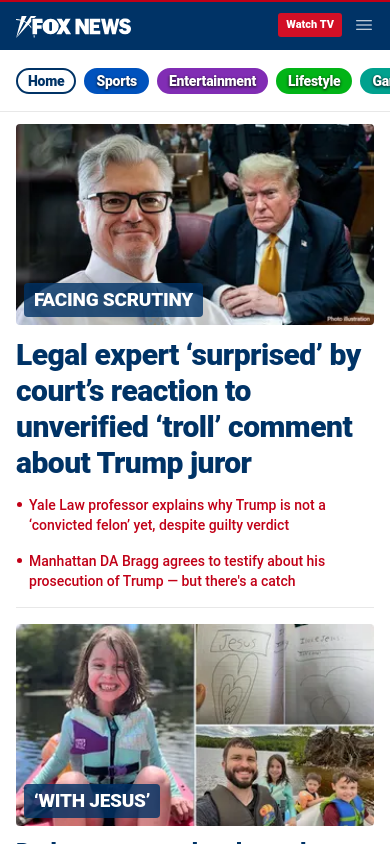 FOX NEWS
Watch TV
Home Sports Entertainment Lifestyle
FACING SCRUTINY
Photo illustration
Legal expert ‘surprised’ by
court’s reaction to
unverified ‘troll’ comment
about Trump juror
• Yale Law professor explains why Trump is not a
‘convicted felon’ yet, despite guilty verdict
• Manhattan DA Bragg agrees to testify about his
prosecution of Trump — but there's a catch
Jesus
‘WITH JESUS’